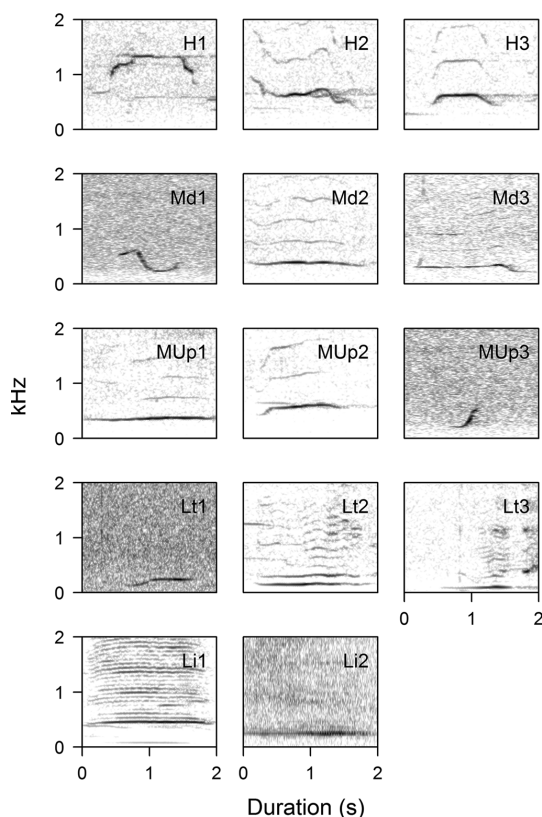 2
H1
H2
H3
1
0
2
Md1
Md2
Md3
1
0
2
MUp1
MUp2
MUp3
kHz
1
0
2
Lt1
Lt2
Lt3
1
0
0 1 2
2
Li1
Li2
1
0
0 1 2 0 1 2
Duration (s)